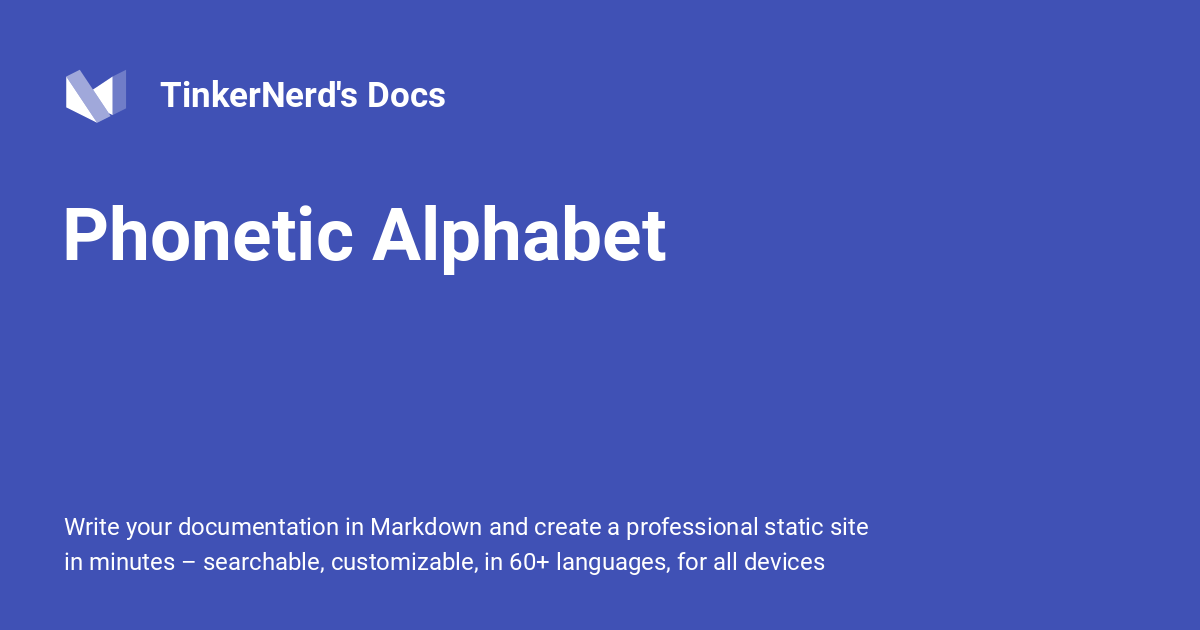 TinkerNerd's Docs
Phonetic Alphabet
Write your documentation in Markdown and create a professional static site
in minutes – searchable, customizable, in 60+ languages, for all devices